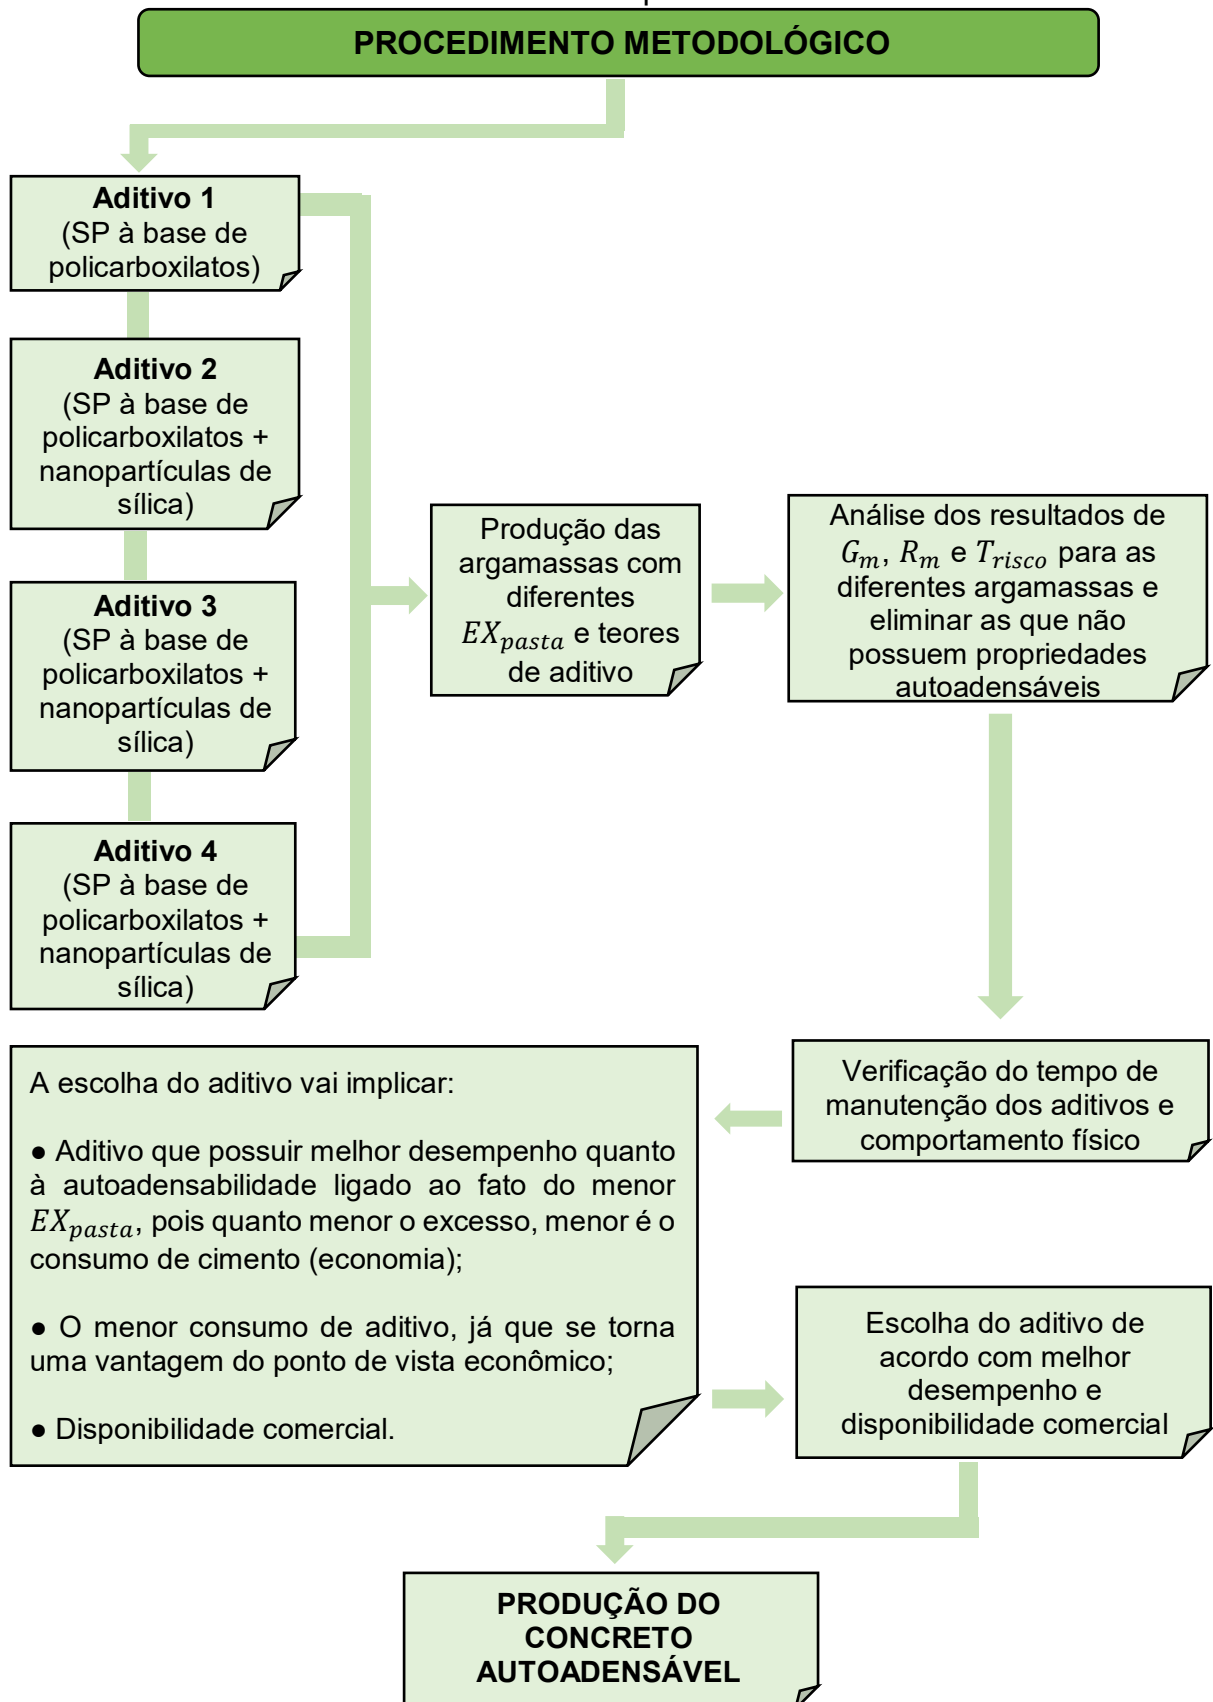 PROCEDIMENTO METODOLÓGICO
Aditivo 1
(SP à base de
policarboxilatos)
Aditivo 2
(SP à base de
policarboxilatos +
nanopartículas de
sílica)
Aditivo 3
(SP à base de
policarboxilatos +
nanopartículas de
sílica)
Aditivo 4
(SP à base de
policarboxilatos +
nanopartículas de
sílica)
Produção das
argamassas com
diferentes
EX_pasta e teores
de aditivo
Análise dos resultados de
G_m, R_m e T_risco para as
diferentes argamassas e
eliminar as que não
possuem propriedades
autoadensáveis
Verificação do tempo de
manutenção dos aditivos e
comportamento físico
A escolha do aditivo vai implicar:
● Aditivo que possuir melhor desempenho quanto
à autoadensabilidade ligado ao fato do menor
EX_pasta, pois quanto menor o excesso, menor é o
consumo de cimento (economia);
● O menor consumo de aditivo, já que se torna
uma vantagem do ponto de vista econômico;
● Disponibilidade comercial.
Escolha do aditivo de
acordo com melhor
desempenho e
disponibilidade comercial
PRODUÇÃO DO
CONCRETO
AUTOADENSÁVEL